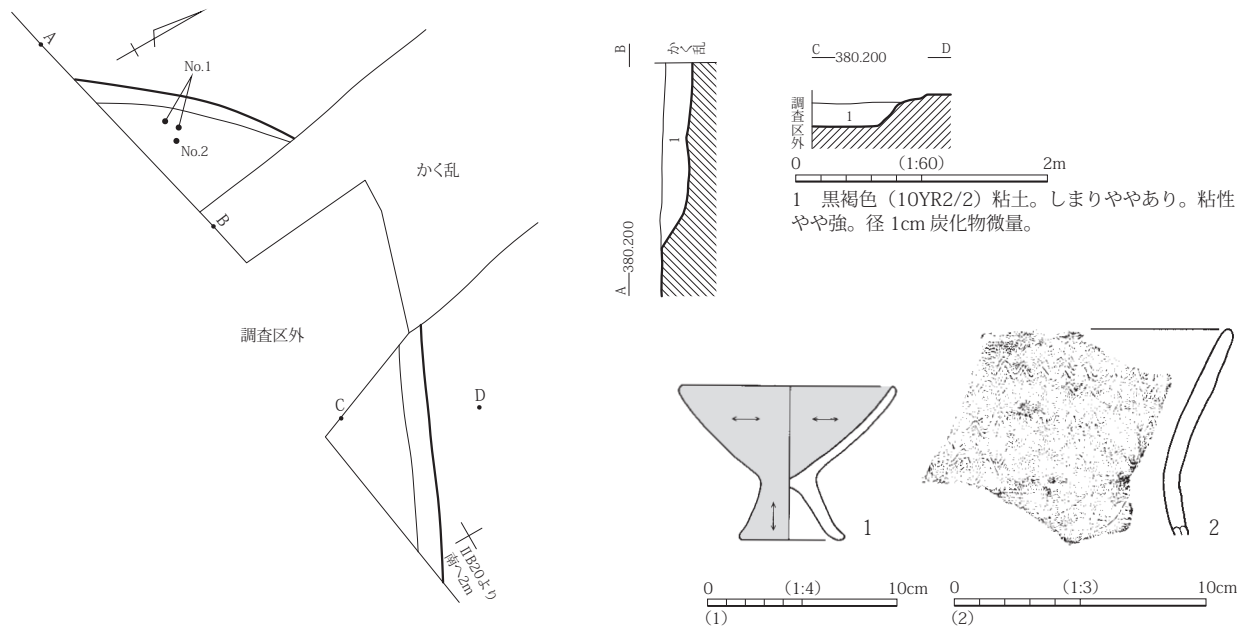 A
No.1
No.2
B
かく乱
調査区外
C
D
ⅡB20より
南へ2m
B
かく乱
1
A 380.200
C 380.200 D
調査区外
1
0 (1:60) 2m
1 黒褐色（10YR2/2）粘土。しまりややあり。粘性
やや強。径 1cm 炭化物微量。
1
2
0 (1:4) 10cm
(1)
0 (1:3) 10cm
(2)